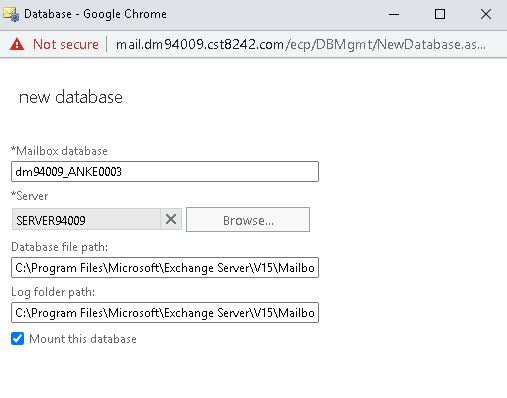 Database - Google Chrome
Not secure mail.dm94009.cst8242.com/ecp/DBMgmt/NewDatabase.as...
new database
*Mailbox database
dm94009_ANKE0003
*Server
SERVER94009
Browse...
Database file path:
C:\Program Files\Microsoft\Exchange Server\V15\Mailbo
Log folder path:
C:\Program Files\Microsoft\Exchange Server\V15\Mailbo
Mount this database